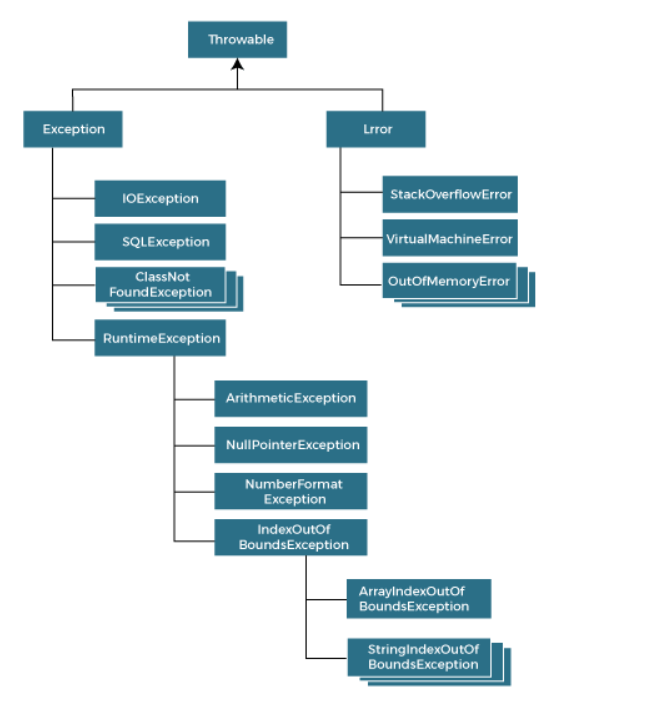 Throwable
Exception
Lrror
IOException
SQLException
ClassNot
FoundException
RuntimeException
StackOverflowError
VirtualMachineError
OutOfMemoryError
ArithmeticException
NullPointerException
NumberFormat
Exception
IndexOutOf
BoundsException
ArrayIndexOutOf
BoundsException
StringIndexOutOf
BoundsException